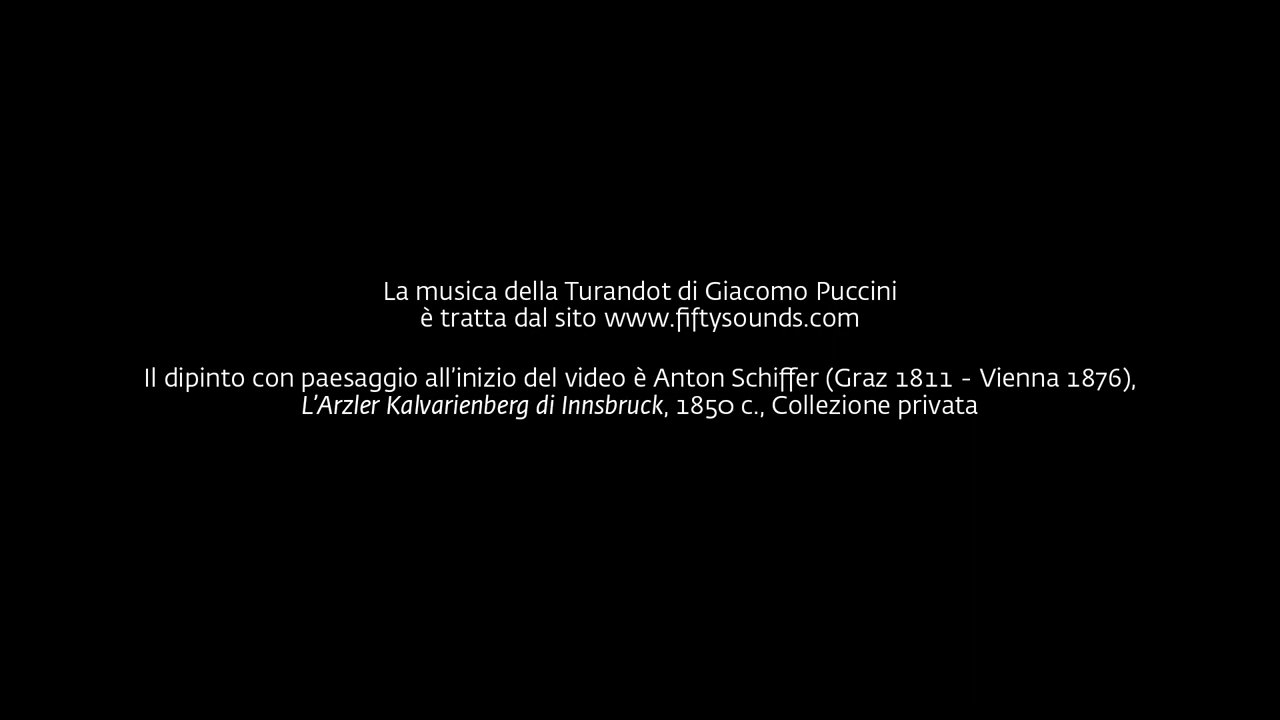 La musica della Turandot di Giacomo Puccini
è tratta dal sito www.fiftysounds.com
Il dipinto con paesaggio all’inizio del video è Anton Schiffer (Graz 1811 - Vienna 1876),
L’Arzler Kalvarienberg di Innsbruck, 1850 c., Collezione privata